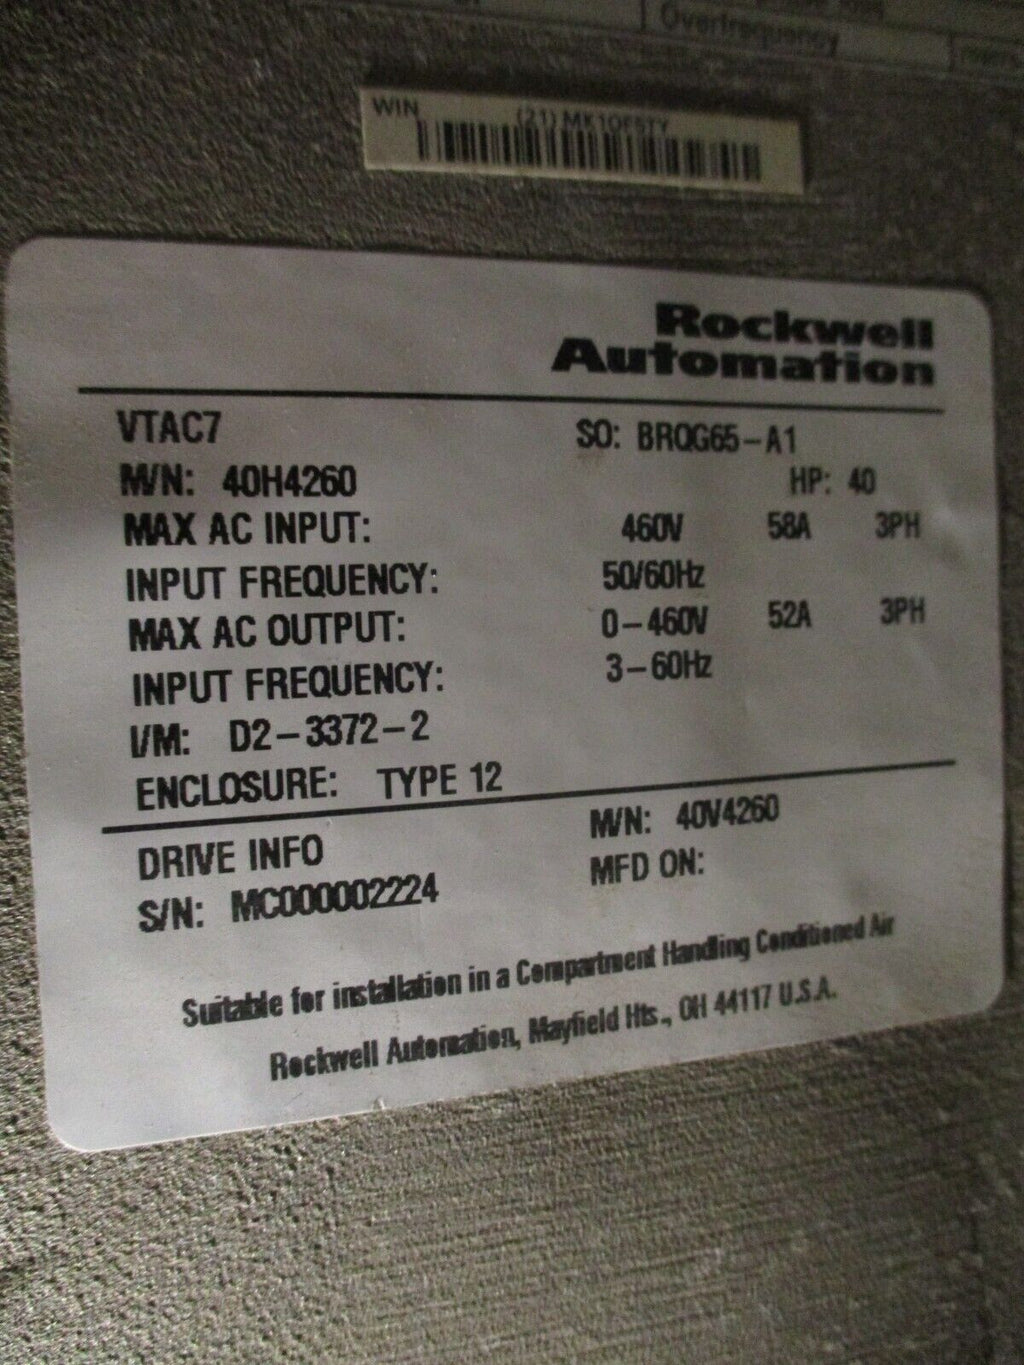 Overfrequency
WIN (21) MK10F5TY
Rockwell
Automation
VTAC7 SO: BRQG65-A1
M/N: 40H4260 HP: 40
MAX AC INPUT: 460V 58A 3PH
INPUT FREQUENCY: 50/60Hz
MAX AC OUTPUT: 0-460V 52A 3PH
INPUT FREQUENCY: 3-60Hz
I/M: D2-3372-2
ENCLOSURE: TYPE 12
DRIVE INFO M/N: 40V4260
S/N: MC000002224 MFD ON:
Suitable for installation in a Compartment Handling Conditioned Air
Rockwell Automation, Mayfield Hts., OH 44117 U.S.A.